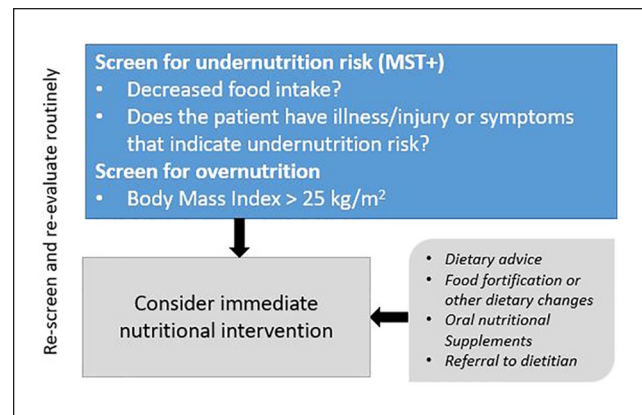 Re-screen and re-evaluate routinely
Screen for undernutrition risk (MST+)
• Decreased food intake?
• Does the patient have illness/injury or symptoms
that indicate undernutrition risk?
Screen for overnutrition
• Body Mass Index > 25 kg/m²
Consider immediate
nutritional intervention
• Dietary advice
• Food fortification or
other dietary changes
• Oral nutritional
Supplements
• Referral to dietitian